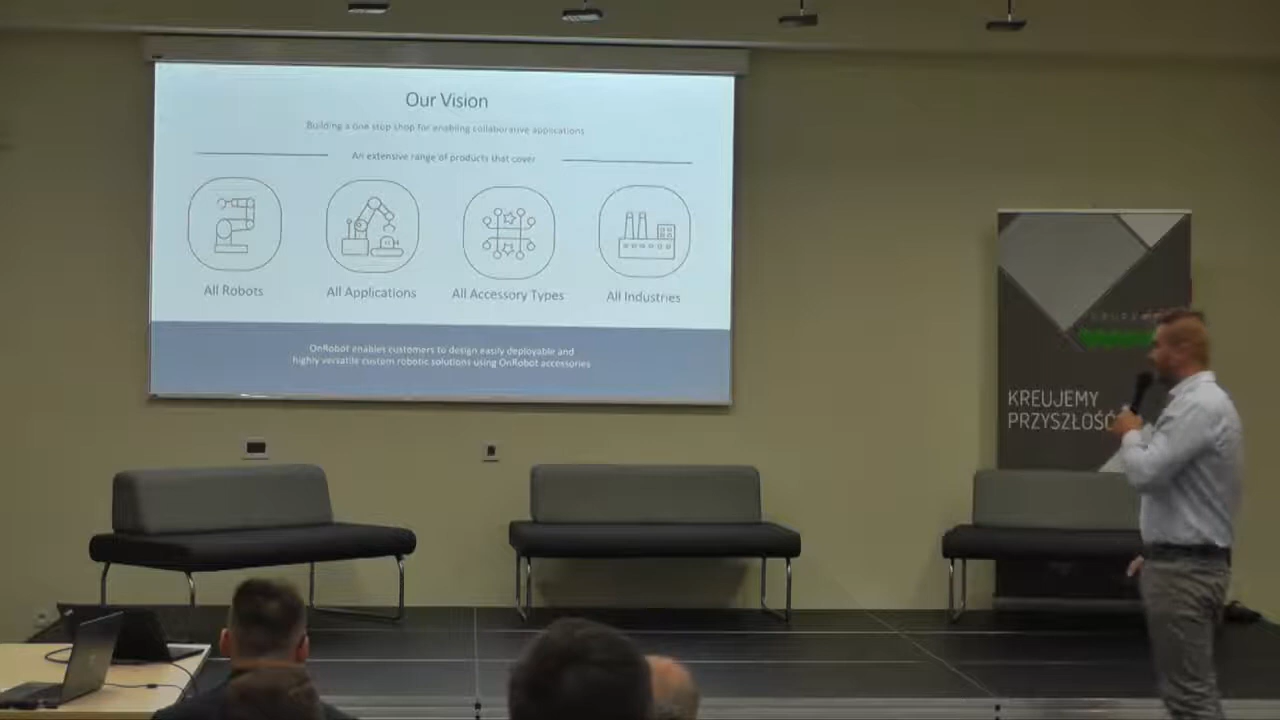 Our Vision
Building a one stop shop for enabling collaborative applications
An extensive range of products that cover
All Robots
All Applications
All Accessory Types
All Industries
OnRobot enables customers to design easily deployable and
highly versatile custom robotic solutions using OnRobot accessories
KREUJEMY
PRZYSZŁOŚĆ